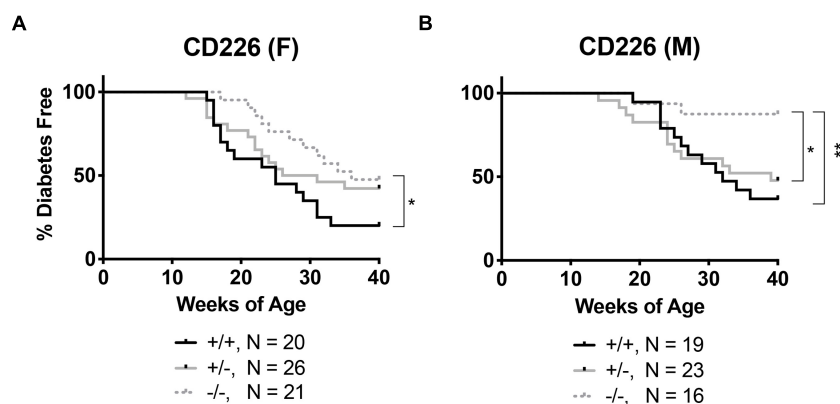 A
CD226 (F)
% Diabetes Free
100
50
0
0 10 20 30 40
Weeks of Age
*
+/+, N = 20
+/-, N = 26
-/-, N = 21
B
CD226 (M)
100
50
0
0 10 20 30 40
Weeks of Age
*
**
+/+, N = 19
+/-, N = 23
-/-, N = 16